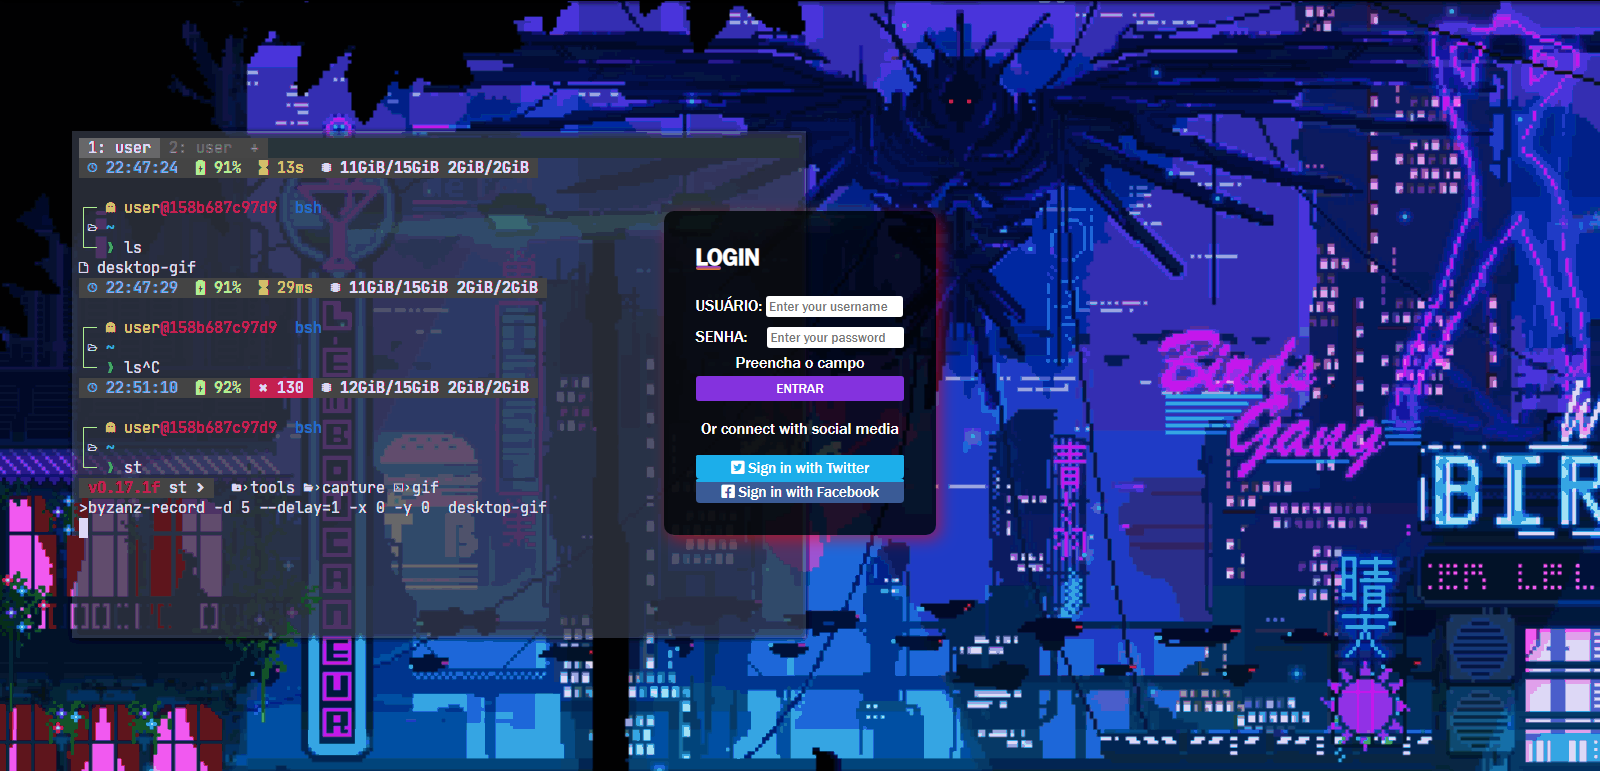 1: user 2: user +
22:47:24 91% 13s 11GiB/15GiB 2GiB/2GiB
user@158b687c97d9 bsh
~
❯ ls
desktop-gif
22:47:29 91% 29ms 11GiB/15GiB 2GiB/2GiB
user@158b687c97d9 bsh
~
❯ ls^C
22:51:10 92% ✖ 130 12GiB/15GiB 2GiB/2GiB
user@158b687c97d9 bsh
~
❯ st
v0.17.1f st > ›tools ›capture ›gif
>byzanz-record -d 5 --delay=1 -x 0 -y 0 desktop-gif
LOGIN
USUÁRIO: Enter your username
SENHA: Enter your password
Preencha o campo
ENTRAR
Or connect with social media
Sign in with Twitter
Sign in with Facebook
Birds
Gang
BIR
晴天